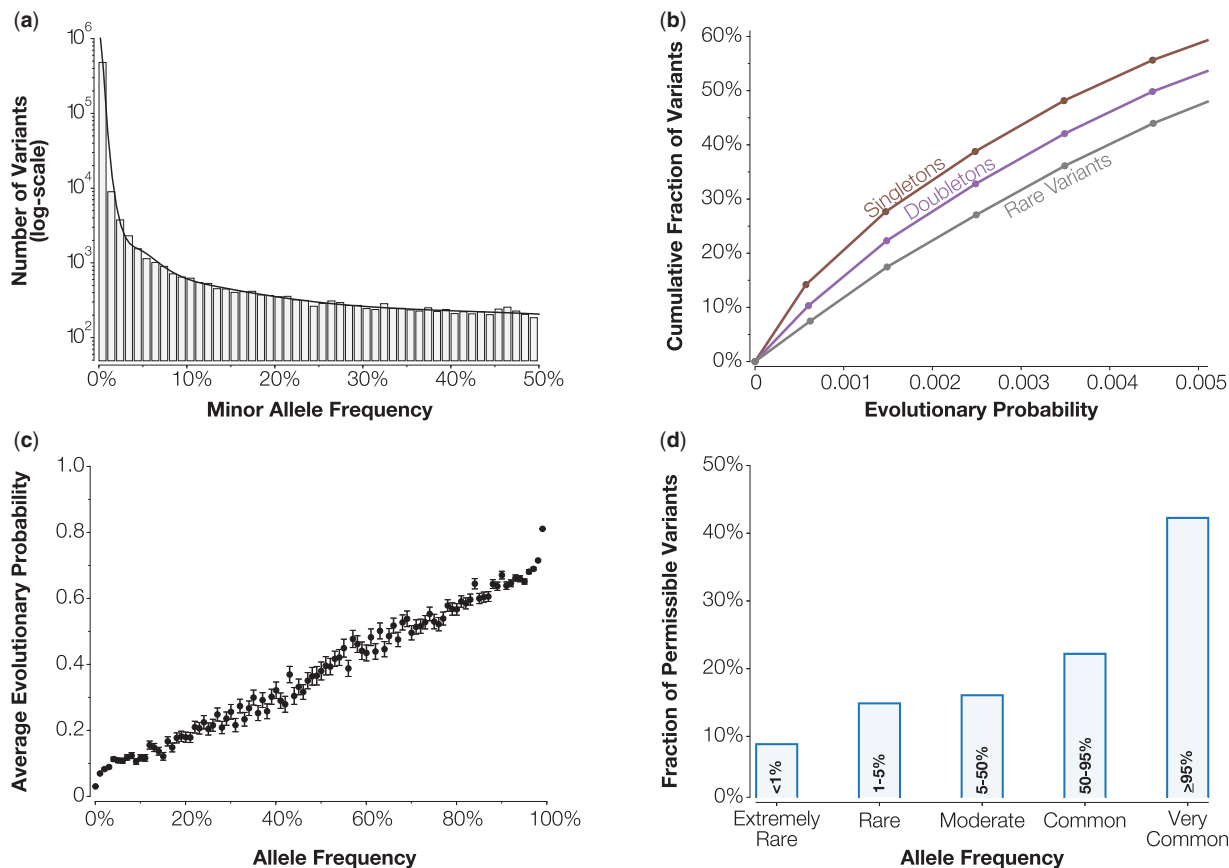 (a)
10^6
10^5
10^4
10^3
10^2
Number of Variants
(log-scale)
0% 10% 20% 30% 40% 50%
Minor Allele Frequency
(b)
60%
50%
40%
30%
20%
10%
0%
Cumulative Fraction of Variants
Singletons
Doubletons
Rare Variants
0 0.001 0.002 0.003 0.004 0.005
Evolutionary Probability
(c)
1.0
0.8
0.6
0.4
0.2
0
Average Evolutionary Probability
0% 20% 40% 60% 80% 100%
Allele Frequency
(d)
50%
40%
30%
20%
10%
0%
Fraction of Permissible Variants
<1%
1-5%
5-50%
50-95%
≥95%
Extremely Rare Moderate Common Very
Rare Common
Allele Frequency